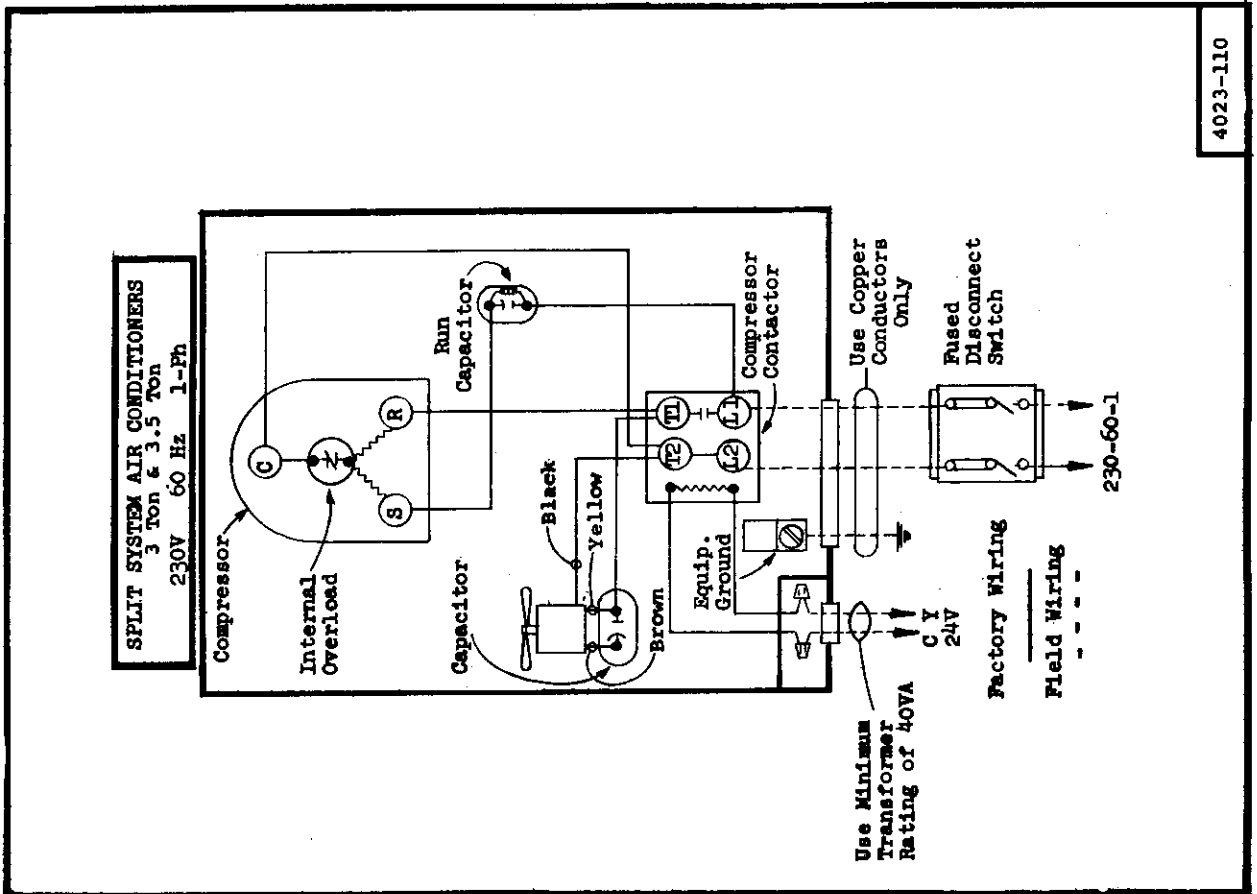 SPLIT SYSTEM AIR CONDITIONERS
3 Ton & 3.5 Ton
230V 60 Hz 1-Ph
Compressor
Internal
Overload
C
S
R
Run
Capacitor
Capacitor
Black
Yellow
Brown
T2
T1
L2
L1
Compressor
Contactor
Equip.
Ground
Use Copper
Conductors
Only
Use Minimum
Transformer
Rating of 40VA
C Y
24V
Fused
Disconnect
Switch
230-60-1
Factory Wiring
Field Wiring
4023-110